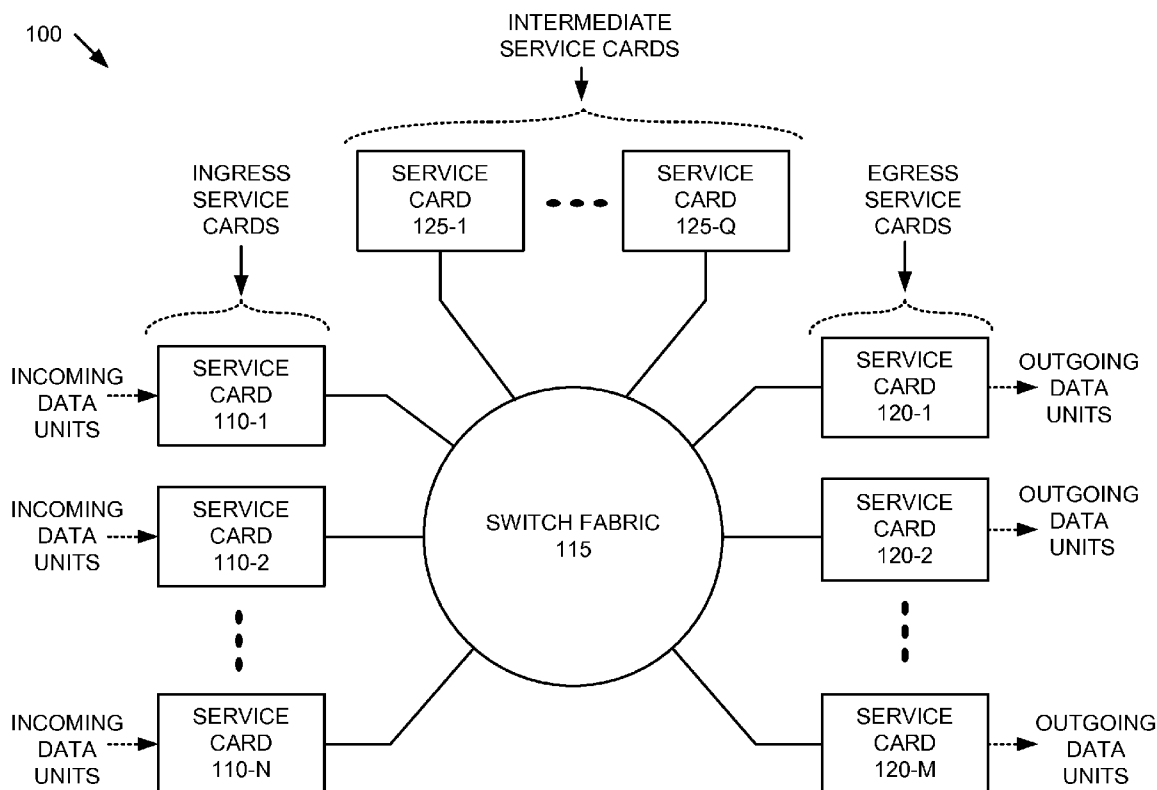 100
INTERMEDIATE
SERVICE CARDS
INGRESS
SERVICE
CARDS
SERVICE
CARD
125-1
SERVICE
CARD
125-Q
EGRESS
SERVICE
CARDS
INCOMING
DATA
UNITS
SERVICE
CARD
110-1
SERVICE
CARD
120-1
OUTGOING
DATA
UNITS
INCOMING
DATA
UNITS
SERVICE
CARD
110-2
SWITCH FABRIC
115
SERVICE
CARD
120-2
OUTGOING
DATA
UNITS
INCOMING
DATA
UNITS
SERVICE
CARD
110-N
SERVICE
CARD
120-M
OUTGOING
DATA
UNITS